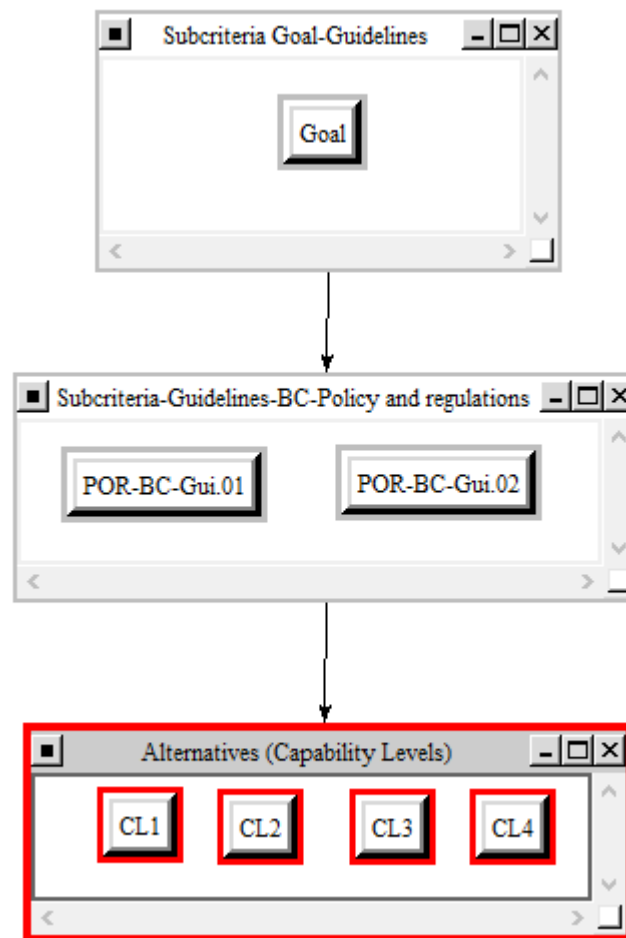 Subcriteria Goal-Guidelines
Goal
Subcriteria-Guidelines-BC-Policy and regulations
POR-BC-Gui.01 POR-BC-Gui.02
Alternatives (Capability Levels)
CL1 CL2 CL3 CL4